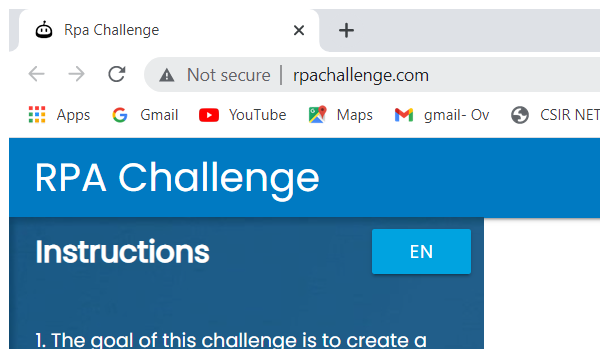 Rpa Challenge
Not secure | rpachallenge.com
Apps Gmail YouTube Maps gmail- Ov CSIR NET
RPA Challenge
Instructions EN
1. The goal of this challenge is to create a